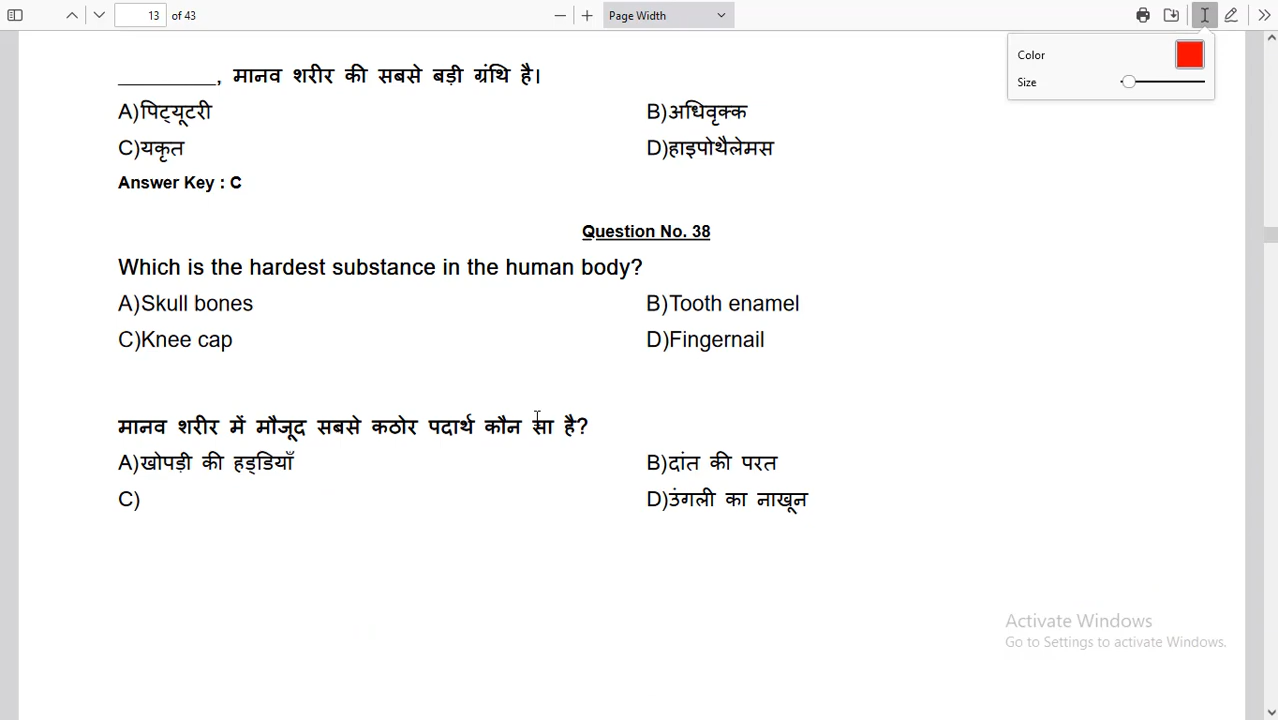 13 of 43
Page Width
Color
Size
_________, मानव शरीर की सबसे बड़ी ग्रंथि है।
A)पिट्यूटरी B)अधिवृक्क
C)यकृत D)हाइपोथैलेमस
Answer Key : C
Question No. 38
Which is the hardest substance in the human body?
A)Skull bones B)Tooth enamel
C)Knee cap D)Fingernail
मानव शरीर में मौजूद सबसे कठोर पदार्थ कौन सा है?
A)खोपड़ी की हड्डियाँ B)दांत की परत
C) D)उंगली का नाखून
Activate Windows
Go to Settings to activate Windows.